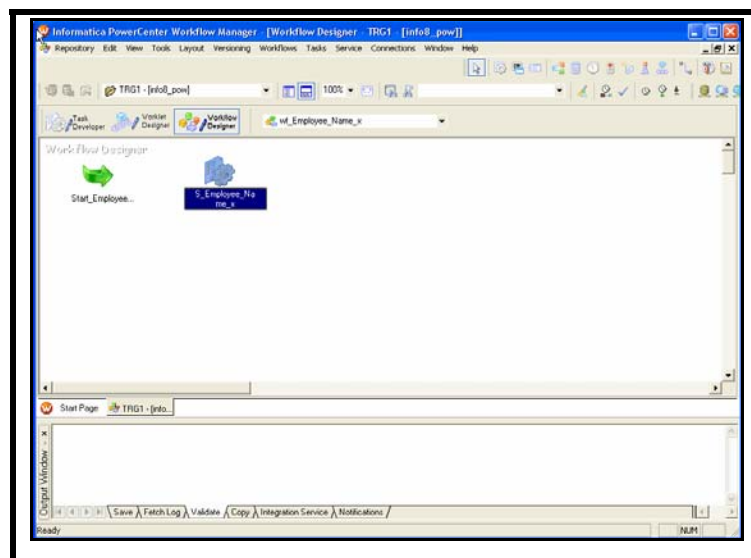 Informatica PowerCenter Workflow Manager - [Workflow Designer - TRG1 - [info8_pow]]
Repository Edit View Tools Layout Versioning Workflows Tasks Service Connections Window Help
TRG1 - [info8_pow] 100%
Task Developer Worklet Designer Workflow Designer wf_Employee_Name_x
Workflow Designer
Start_Employee...
S_Employee_Na
me_x
Start Page TRG1 - [info...
Output Window
Save Fetch Log Validate Copy Integration Service Notifications
Ready NUM